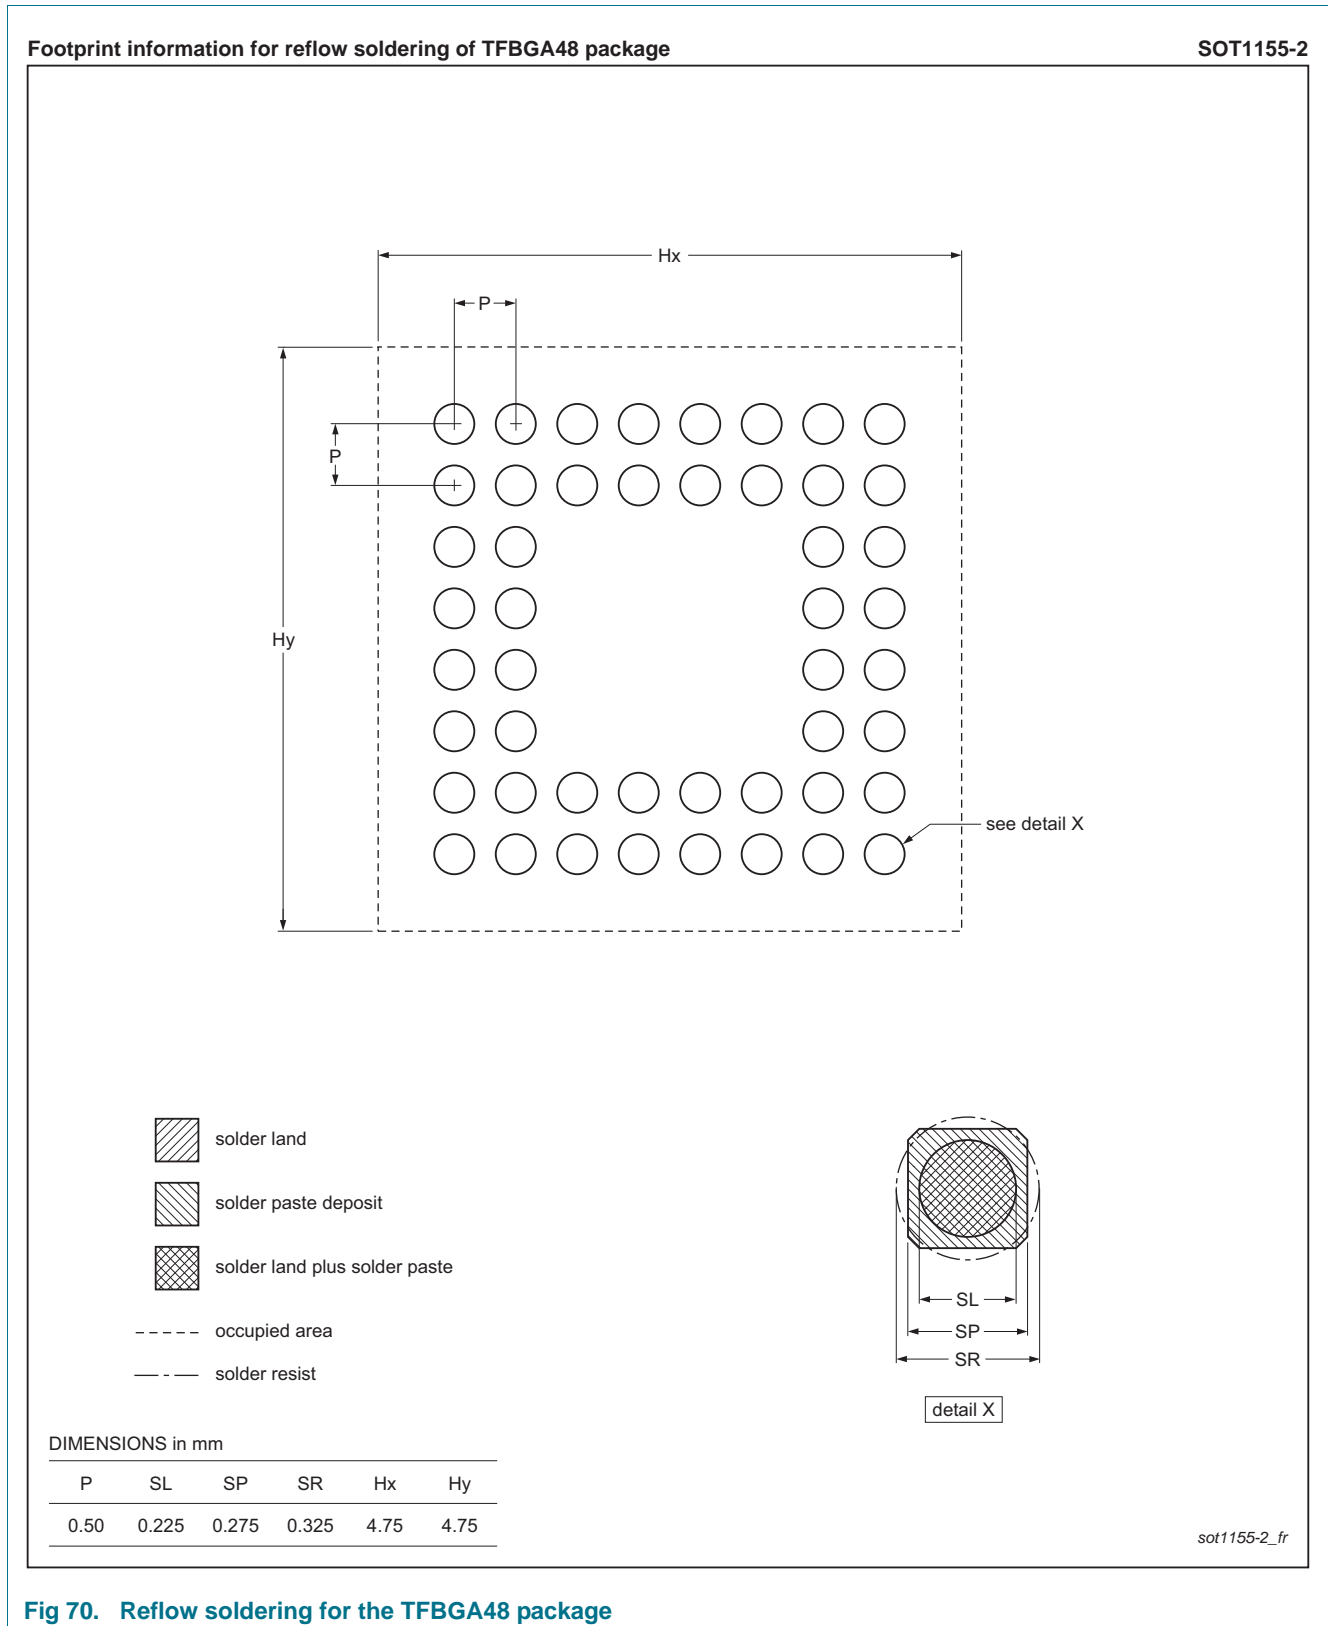 Footprint information for reflow soldering of TFBGA48 package SOT1155-2
Hx
P
P
Hy
see detail X
solder land
solder paste deposit
solder land plus solder paste
occupied area
solder resist
SL
SP
SR
detail X
DIMENSIONS in mm
P SL SP SR Hx Hy
0.50 0.225 0.275 0.325 4.75 4.75
sot1155-2_fr
Fig 70. Reflow soldering for the TFBGA48 package